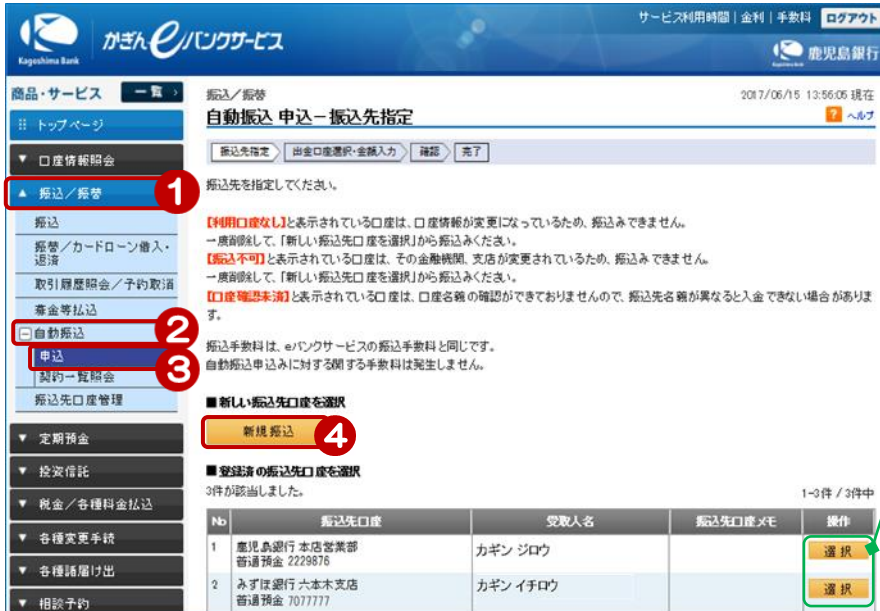 サービス利用時間 | 金利 | 手数料 ログアウト
Kagoshima Bank
かぎんeバンクサービス
鹿児島銀行
商品・サービス 一覧
トップページ
▼ 口座情報照会
▲ 振込／振替
1
振込
振替／カードローン借入・
返済
取引履歴照会／予約取消
寄金等払込
自動振込
2
申込
3
契約一覧照会
振込先口座管理
▼ 定期預金
▼ 投資信託
▼ 税金／各種料金払込
▼ 各種変更手続
▼ 各種諸届け出
▼ 相談予約
振込／振替
2017/06/15 13:56:05 現在
自動振込 申込－振込先指定
? ヘルプ
振込先指定 出金口座選択・金額入力 確認 完了
振込先を指定してください。
【利用口座なし】と表示されている口座は、口座情報が変更になっているため、振込みできません。
一度削除して、「新しい振込先口座を選択」から振込みください。
【振込不可】と表示されている口座は、その金融機関、支店が変更されているため、振込みできません。
一度削除して、「新しい振込先口座を選択」から振込みください。
【口座確認未済】と表示されている口座は、口座名義の確認ができておりませんので、振込先名義が異なると入金できない場合がありま
す。
振込手数料は、eバンクサービスの振込手数料と同じです。
自動振込申込みに対する関する手数料は発生しません。
■新しい振込先口座を選択
新規振込
4
■登録済の振込先口座を選択
3件が該当しました。
1-3件 / 3件中
No 振込先口座 受取人名 振込先口座メモ 操作
1 鹿児島銀行 本店営業部
普通預金 2229876
カギン ジロウ
選択
2 みずほ銀行 六本木支店
普通預金 7077777
カギン イチロウ
選択